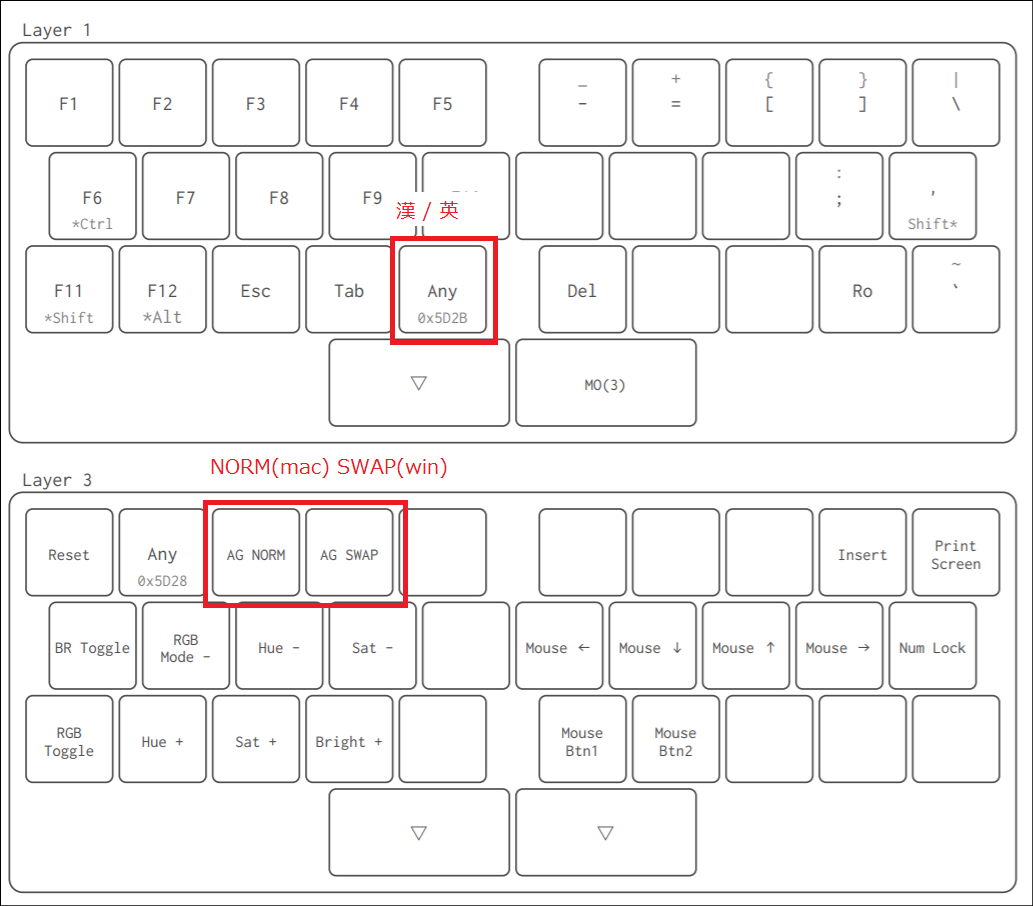 Layer 1
F1 F2 F3 F4 F5 _ + { } |
- = [ ] \
F6 F7 F8 F9 : '
*Ctrl ; Shift*
漢 / 英
F11 F12 Esc Tab Any Del Ro ~
*Shift *Alt 0x5D2B `
▽ MO(3)
NORM(mac) SWAP(win)
Layer 3
Reset Any AG NORM AG SWAP Insert Print
0x5D28 Screen
BR Toggle RGB Hue - Sat - Mouse ← Mouse ↓ Mouse ↑ Mouse → Num Lock
Mode -
RGB Hue + Sat + Bright + Mouse Mouse
Toggle Btn1 Btn2
▽ ▽